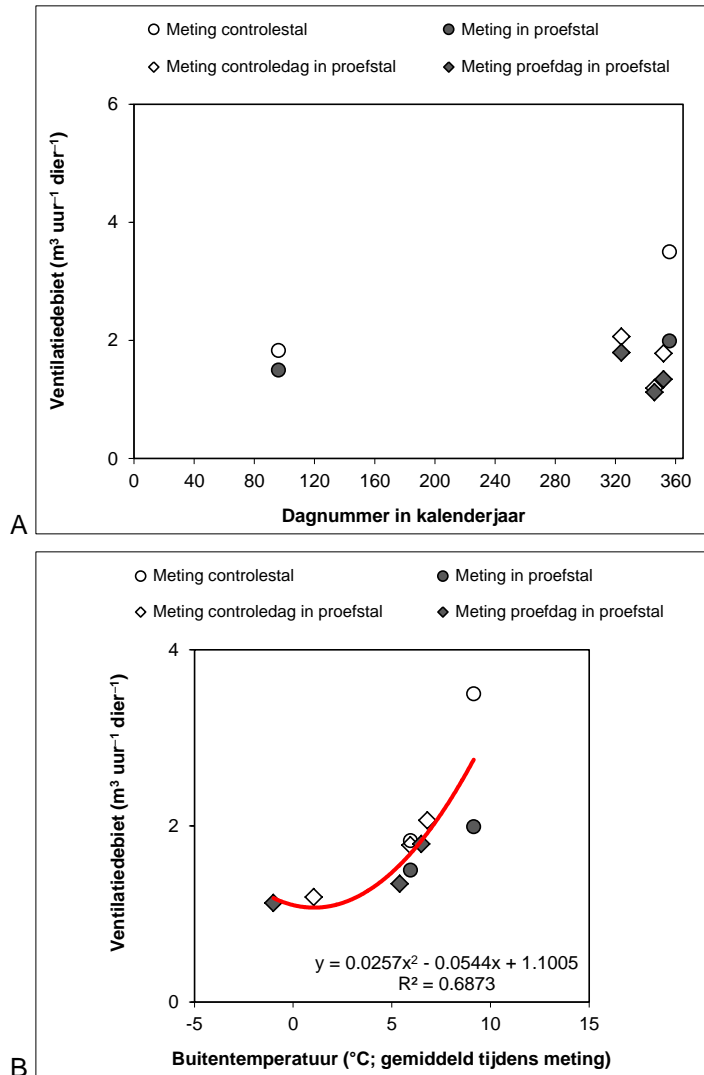 Meting controlestal
Meting in proefstal
Meting controledag in proefstal
Meting proefdag in proefstal
6
4
2
0
0 40 80 120 160 200 240 280 320 360
Ventilatiedebiet (m³ uur⁻¹ dier⁻¹)
Dagnummer in kalenderjaar
A
Meting controlestal
Meting in proefstal
Meting controledag in proefstal
Meting proefdag in proefstal
4
2
0
-5 0 5 10 15
Ventilatiedebiet (m³ uur⁻¹ dier⁻¹)
y = 0.0257x² - 0.0544x + 1.1005
R² = 0.6873
Buitentemperatuur (°C; gemiddeld tijdens meting)
B